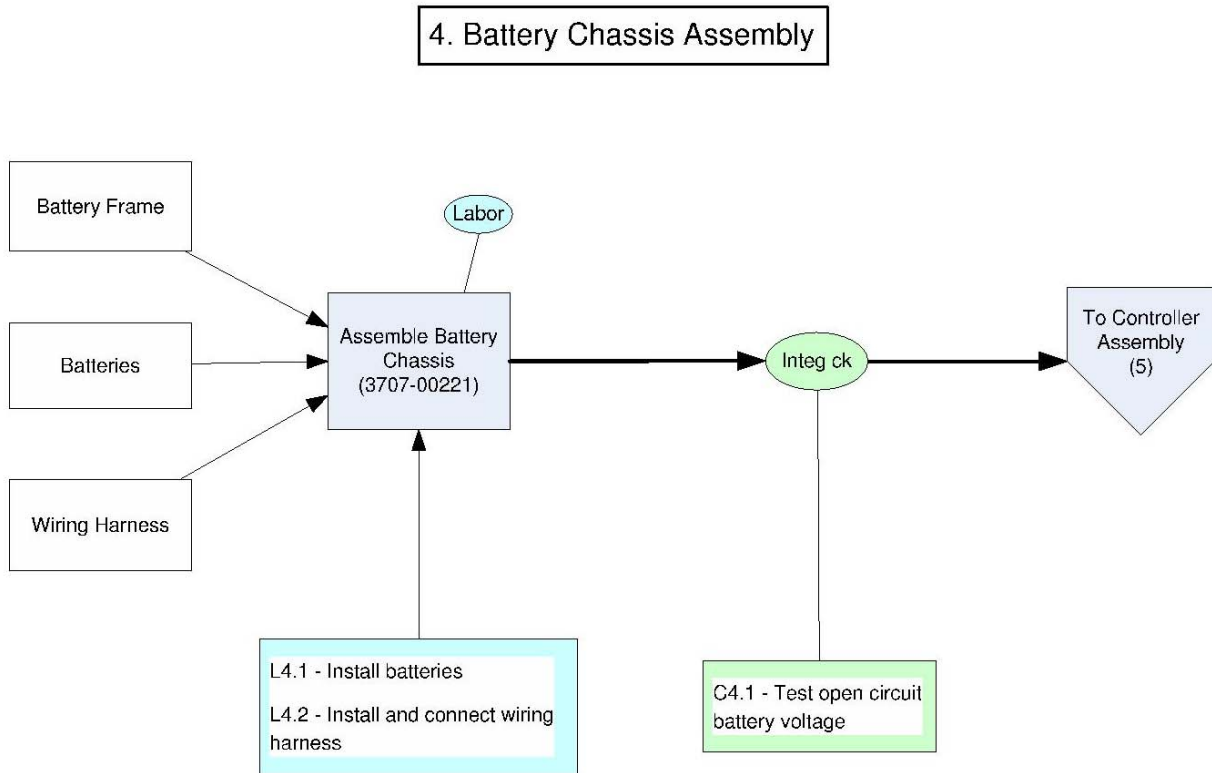 4. Battery Chassis Assembly
Battery Frame
Labor
Assemble Battery
Chassis
(3707-00221)
To Controller
Assembly
(5)
Batteries
Integ ck
Wiring Harness
L4.1 - Install batteries
L4.2 - Install and connect wiring
harness
C4.1 - Test open circuit
battery voltage